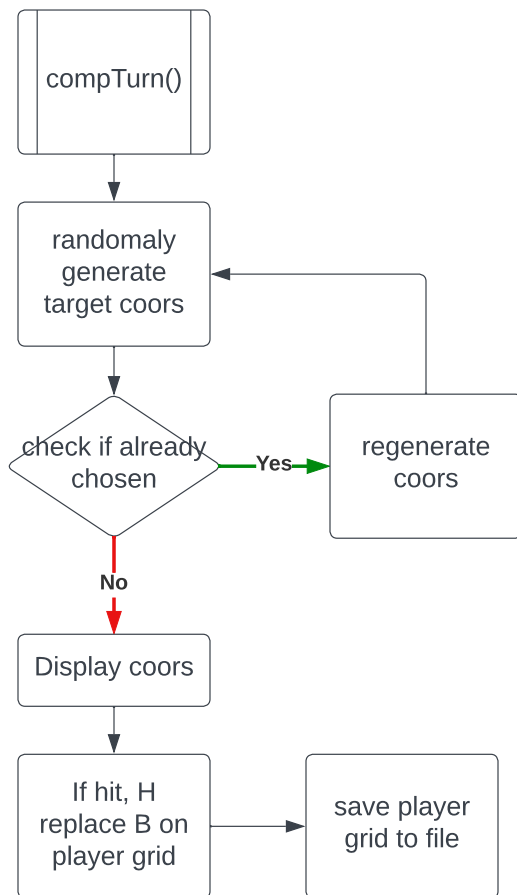 compTurn()
randomaly
generate
target coors
check if already
chosen
Yes
regenerate
coors
No
Display coors
If hit, H
replace B on
player grid
save player
grid to file